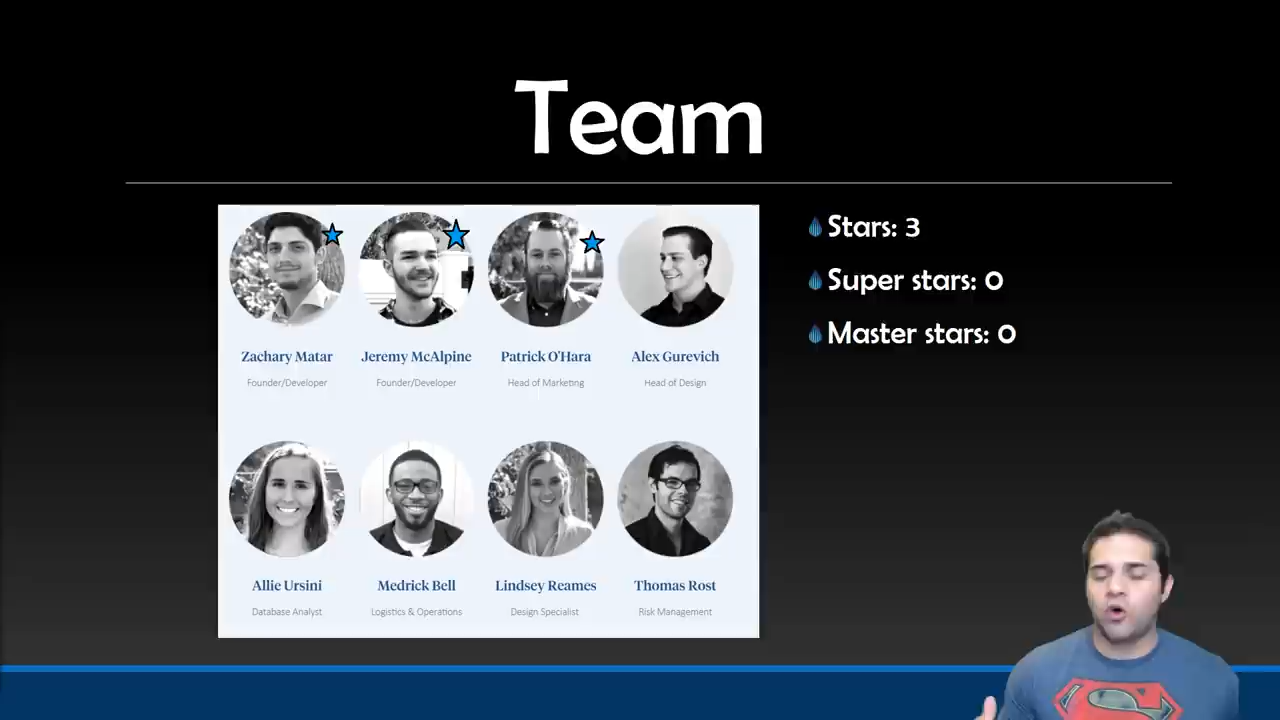 Team
Zachary Matar
Founder/Developer
Jeremy McAlpine
Founder/Developer
Patrick O'Hara
Head of Marketing
Alex Gurevich
Head of Design
Allie Ursini
Database Analyst
Medrick Bell
Logistics & Operations
Lindsey Reames
Design Specialist
Thomas Rost
Risk Management
Stars: 3
Super stars: 0
Master stars: 0